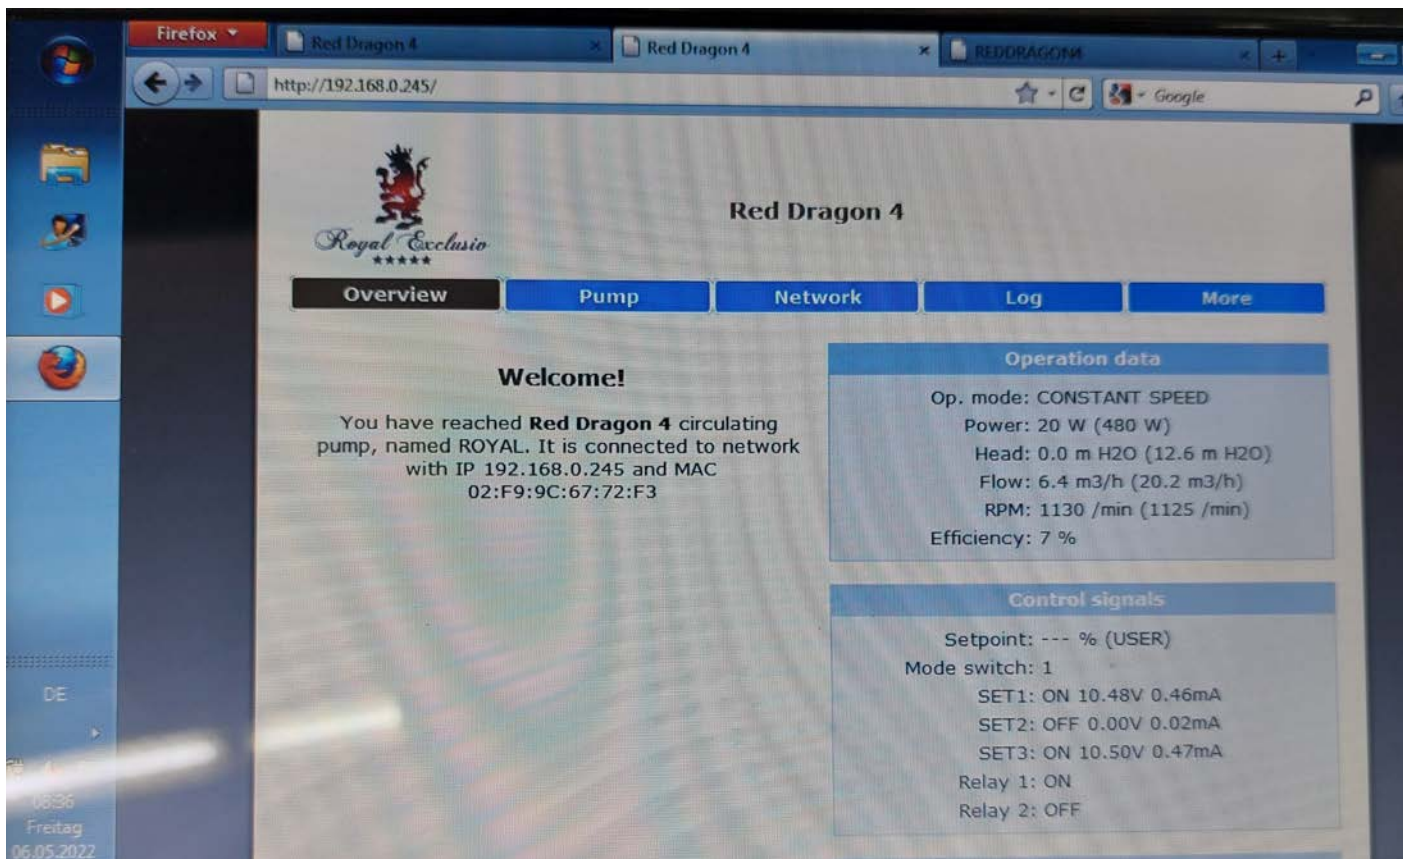 Firefox
Red Dragon 4
Red Dragon 4
REDDRAGON4
http://192.168.0.245/
Google
Royal Exclusiv
Red Dragon 4
Overview
Pump
Network
Log
More
Welcome!
You have reached Red Dragon 4 circulating
pump, named ROYAL. It is connected to network
with IP 192.168.0.245 and MAC
02:F9:9C:67:72:F3
Operation data
Op. mode: CONSTANT SPEED
Power: 20 W (480 W)
Head: 0.0 m H2O (12.6 m H2O)
Flow: 6.4 m3/h (20.2 m3/h)
RPM: 1130 /min (1125 /min)
Efficiency: 7 %
Control signals
Setpoint: --- % (USER)
Mode switch: 1
SET1: ON 10.48V 0.46mA
SET2: OFF 0.00V 0.02mA
SET3: ON 10.50V 0.47mA
Relay 1: ON
Relay 2: OFF
DE
08:36
Freitag
06.05.2022